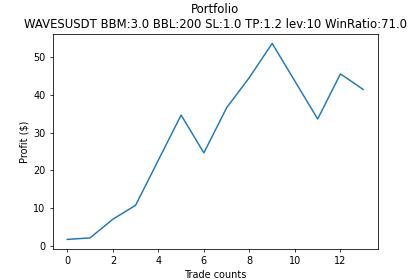 Portfolio
WAVESUSDT BBM:3.0 BBL:200 SL:1.0 TP:1.2 lev:10 WinRatio:71.0
50
40
30
20
10
0
Profit ($)
0 2 4 6 8 10 12
Trade counts